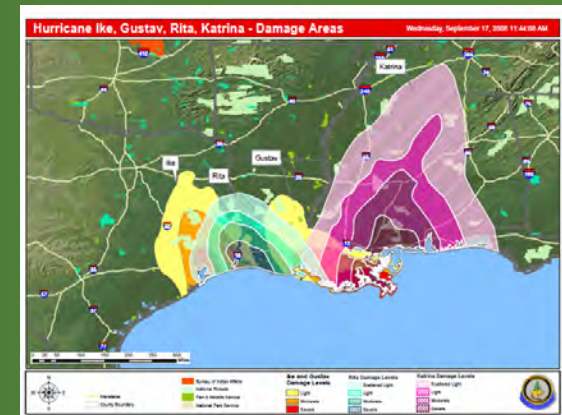 Hurricane Ike, Gustav, Rita, Katrina - Damage Areas
Wednesday, September 17, 2008 11:44:00 AM
Katrina
Gustav
Ike
Rita
Miles
Interstate
County Boundary
Bureau of Indian Affairs
National Forests
Fish & Wildlife Service
National Park Service
Ike and Gustav
Damage Levels
Light
Moderate
Severe
Rita Damage Levels
Scattered Light
Light
Moderate
Severe
Katrina Damage Levels
Scattered Light
Light
Moderate
Severe